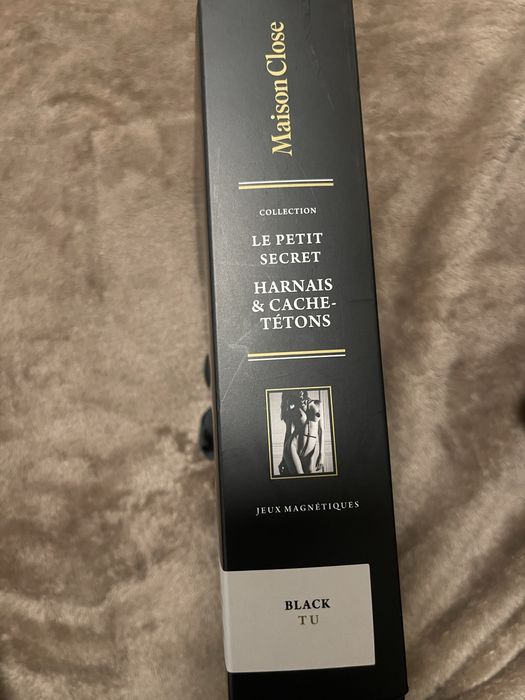 Maison Close
COLLECTION
LE PETIT
SECRET
HARNAIS
& CACHE-
TÉTONS
JEUX MAGNÉTIQUES
BLACK
TU